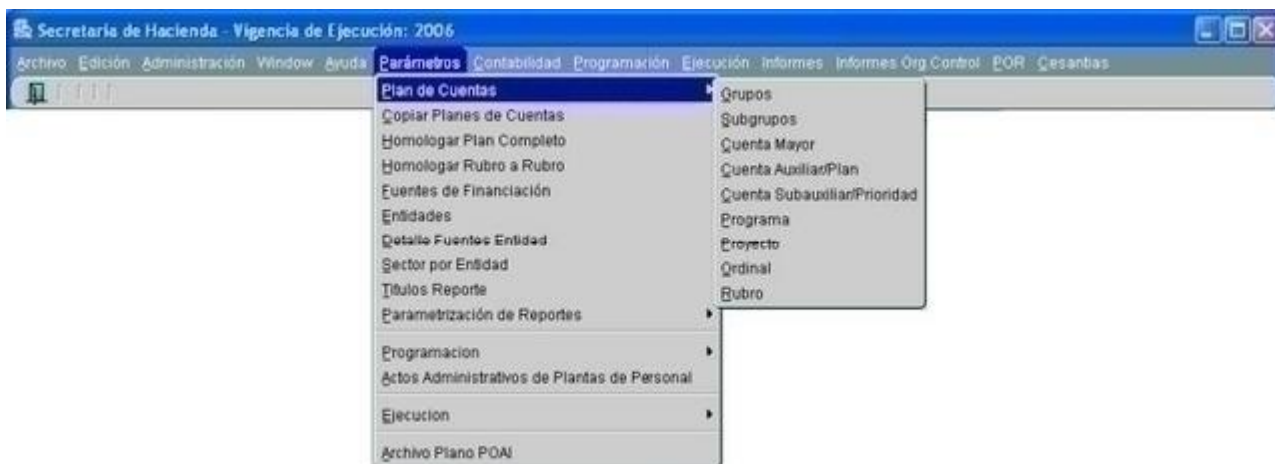 Secretaria de Hacienda - Vigencia de Ejecución: 2006
Archivo Edición Administración Window Ayuda Parámetros Contabilidad Programación Ejecución Informes Informes Org Control POR Cesantias
Plan de Cuentas
Copiar Planes de Cuentas
Homologar Plan Completo
Homologar Rubro a Rubro
Fuentes de Financiación
Entidades
Detalle Fuentes Entidad
Sector por Entidad
Titulos Reporte
Parametrización de Reportes
Programacion
Actos Administrativos de Plantas de Personal
Ejecucion
Archivo Plano POAI
Grupos
Subgrupos
Cuenta Mayor
Cuenta Auxiliar/Plan
Cuenta Subauxiliar/Prioridad
Programa
Proyecto
Ordinal
Rubro